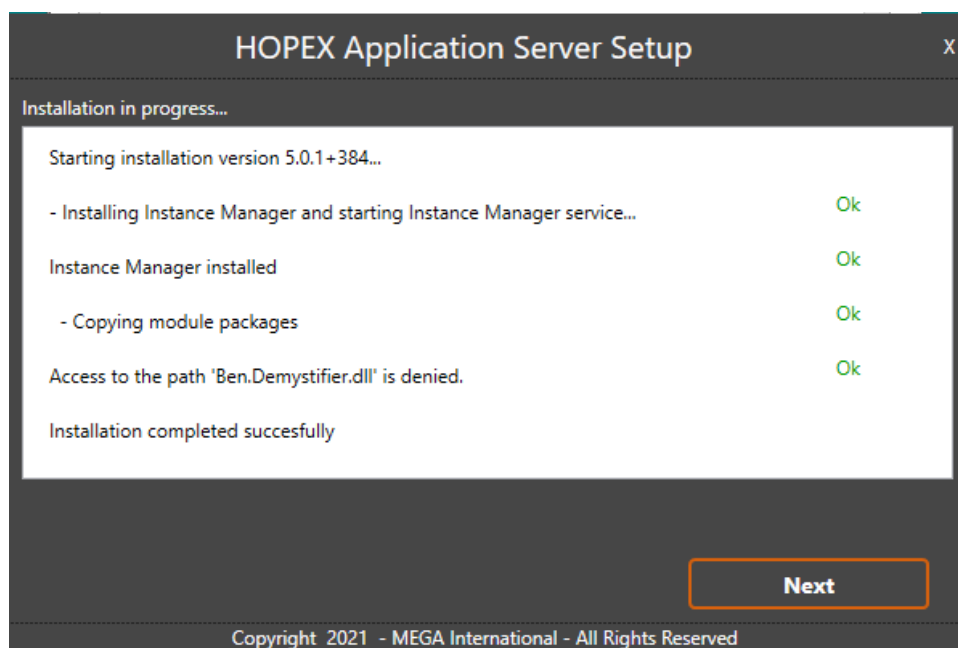 HOPEX Application Server Setup
X
Installation in progress...
Starting installation version 5.0.1+384...
- Installing Instance Manager and starting Instance Manager service... Ok
Instance Manager installed Ok
- Copying module packages Ok
Access to the path 'Ben.Demystifier.dll' is denied. Ok
Installation completed succesfully
Next
Copyright 2021 - MEGA International - All Rights Reserved